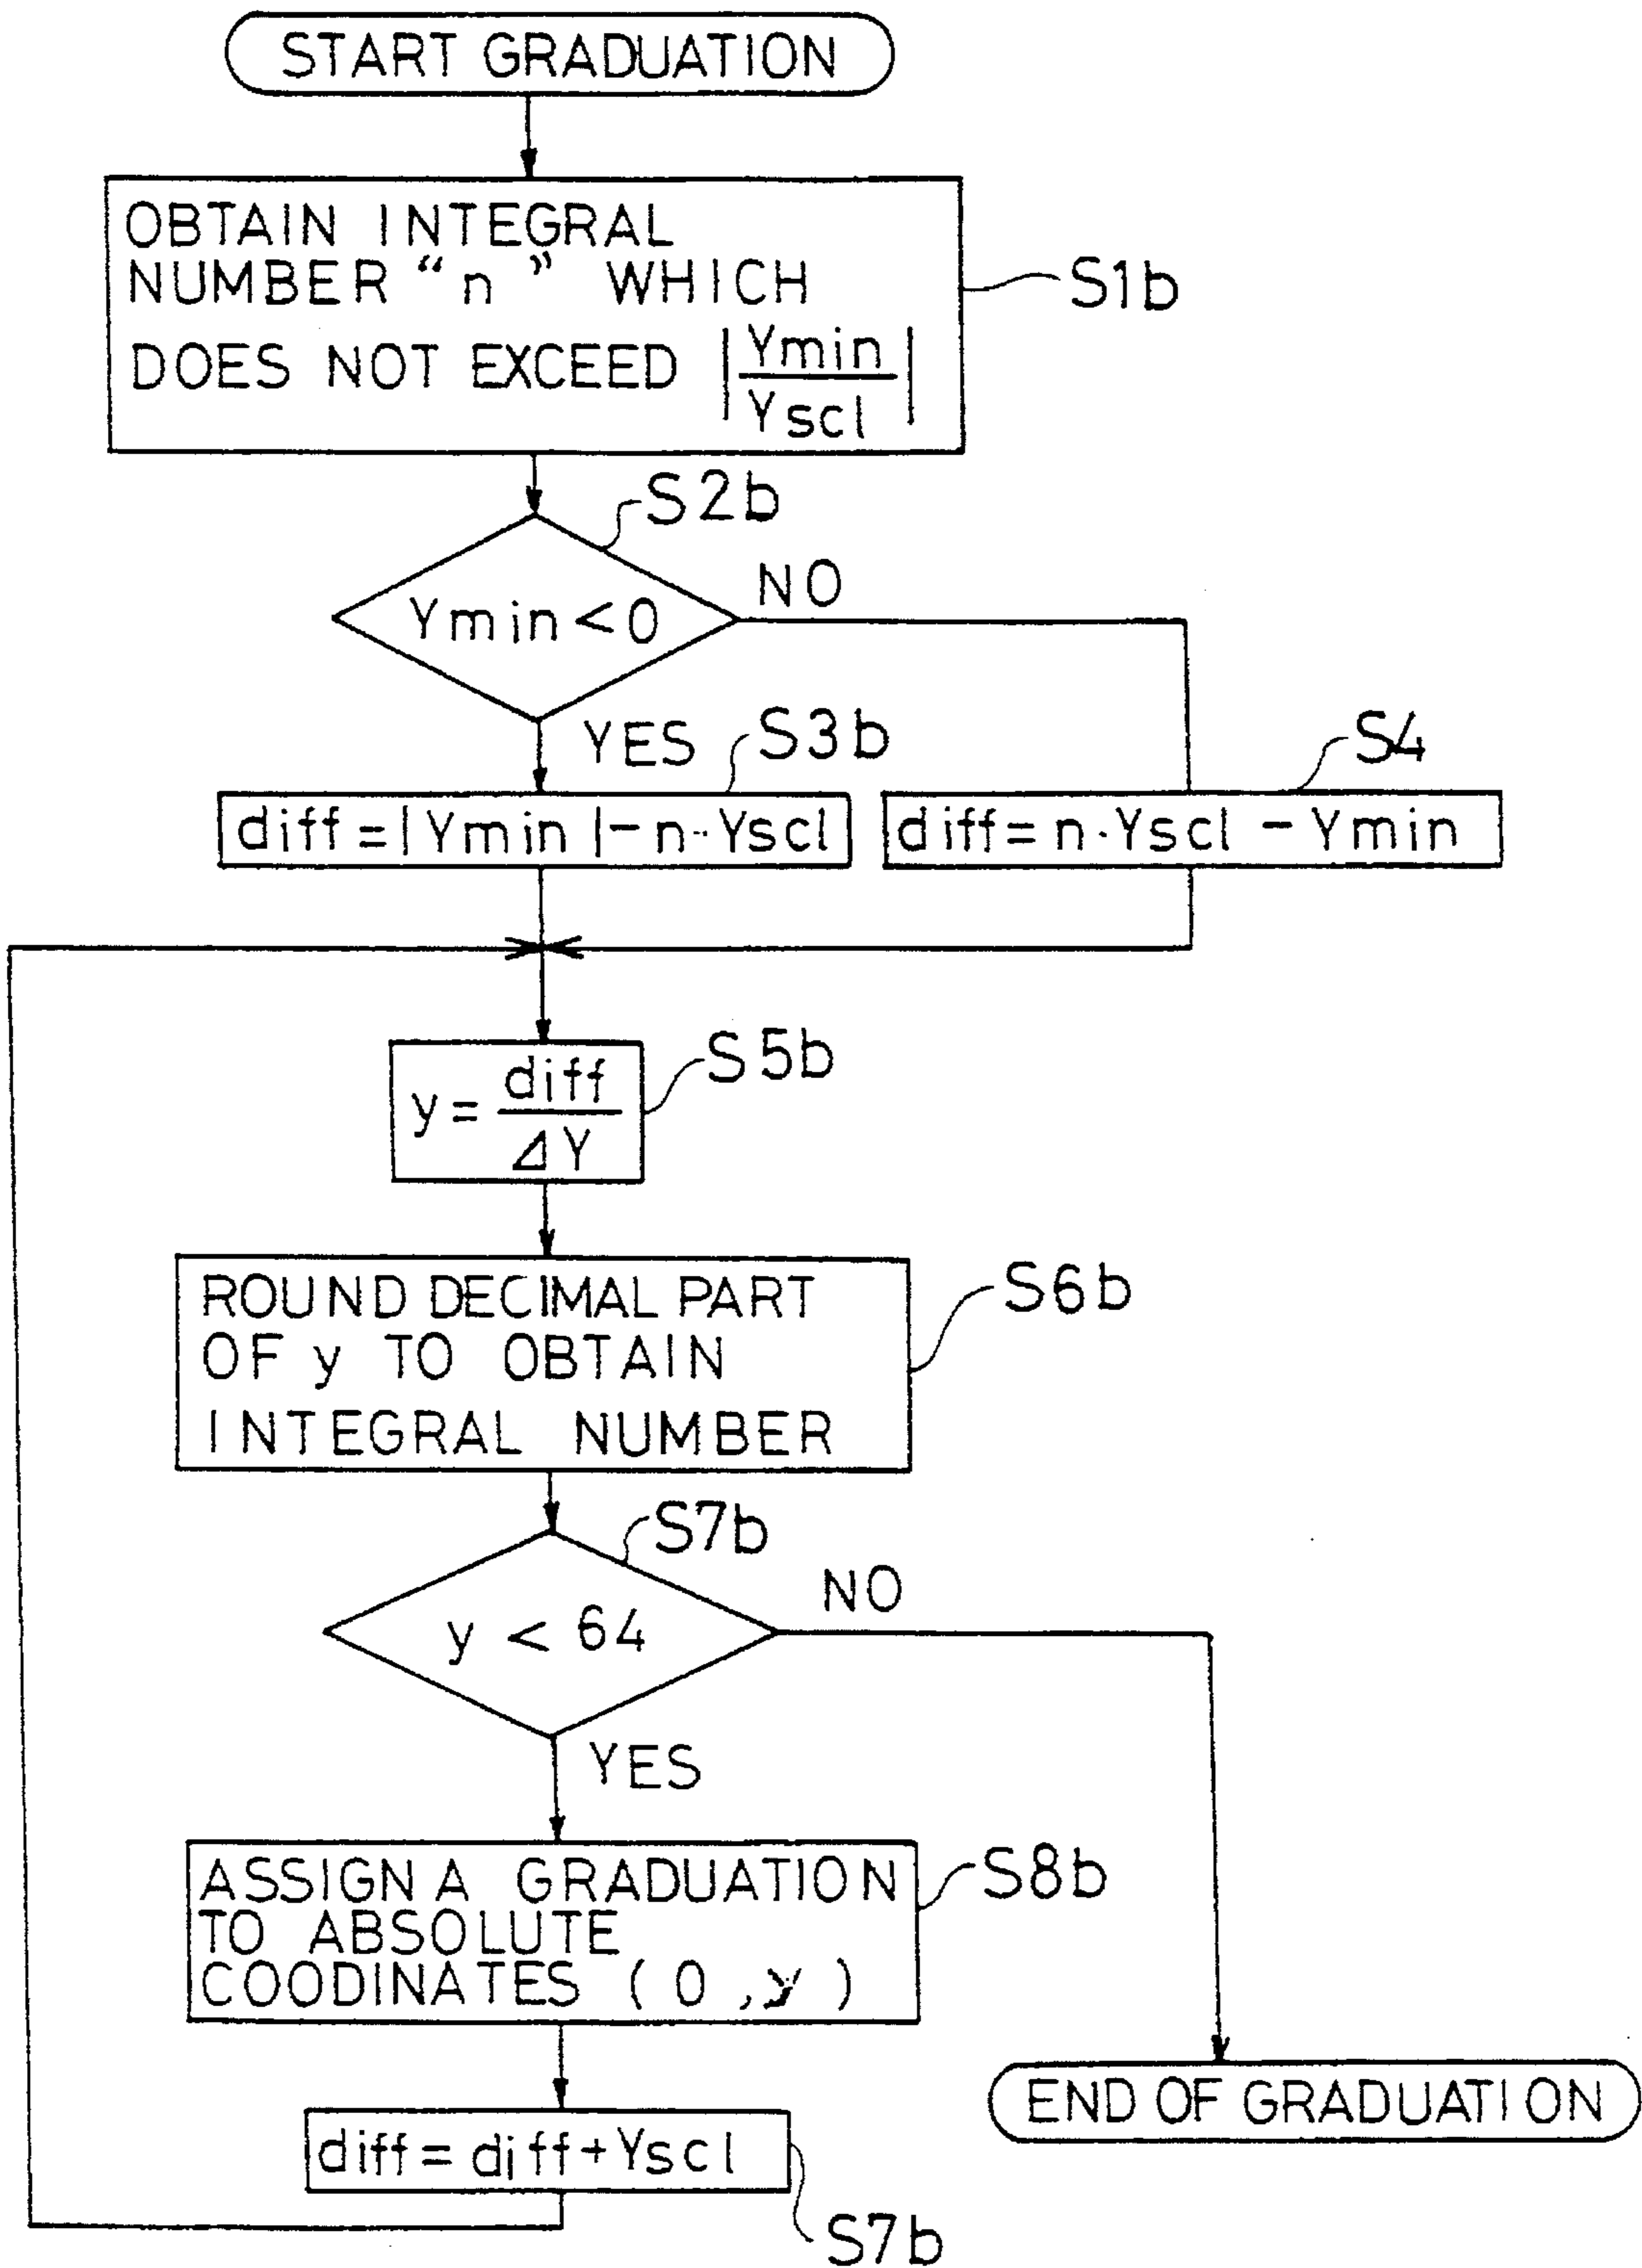 START GRADUATION
OBTAIN INTEGRAL
NUMBER “n” WHICH
DOES NOT EXCEED |Ymin/Yscl|
S1b
S2b
Ymin < 0
NO
YES
S3b
S4
diff = |Ymin| - n·Yscl
diff = n·Yscl - Ymin
y = diff/ΔY
S5b
ROUND DECIMAL PART
OF y TO OBTAIN
INTEGRAL NUMBER
S6b
S7b
y < 64
NO
YES
ASSIGN A GRADUATION
TO ABSOLUTE
COODINATES (0, y)
S8b
END OF GRADUATION
diff = diff + Yscl
S7b